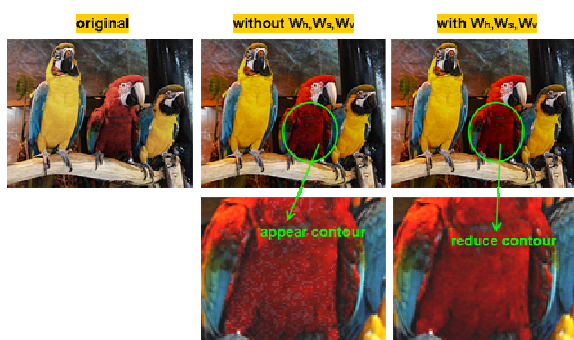 original
without Wh,Ws,Wv
with Wh,Ws,Wv
appear contour
reduce contour